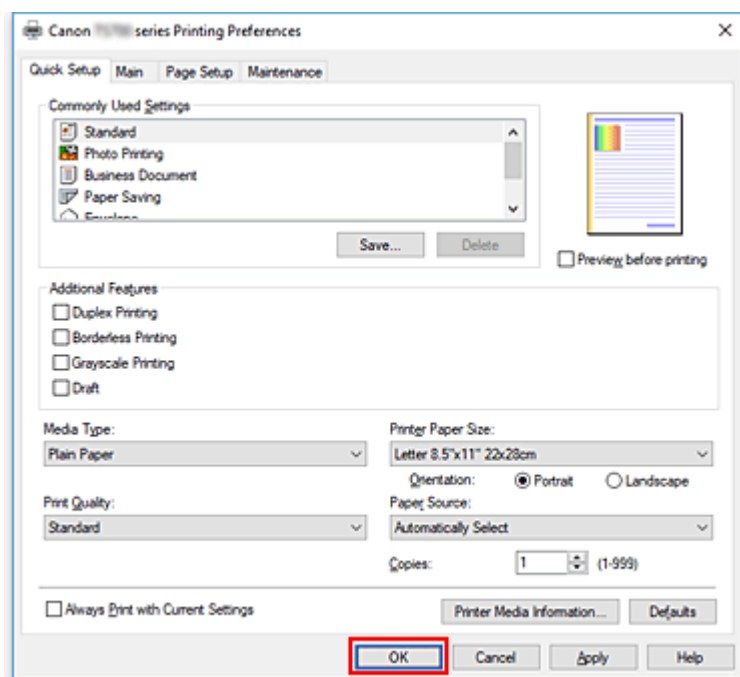 Canon series Printing Preferences
Quick Setup Main Page Setup Maintenance
Commonly Used Settings
Standard
Photo Printing
Business Document
Paper Saving
Envelope
Save... Delete
Preview before printing
Additional Features
Duplex Printing
Borderless Printing
Grayscale Printing
Draft
Media Type: Printer Paper Size:
Plain Paper Letter 8.5"x11" 22x28cm
Orientation: Portrait Landscape
Print Quality: Paper Source:
Standard Automatically Select
Copies: 1 (1-999)
Always Print with Current Settings Printer Media Information... Defaults
OK Cancel Apply Help